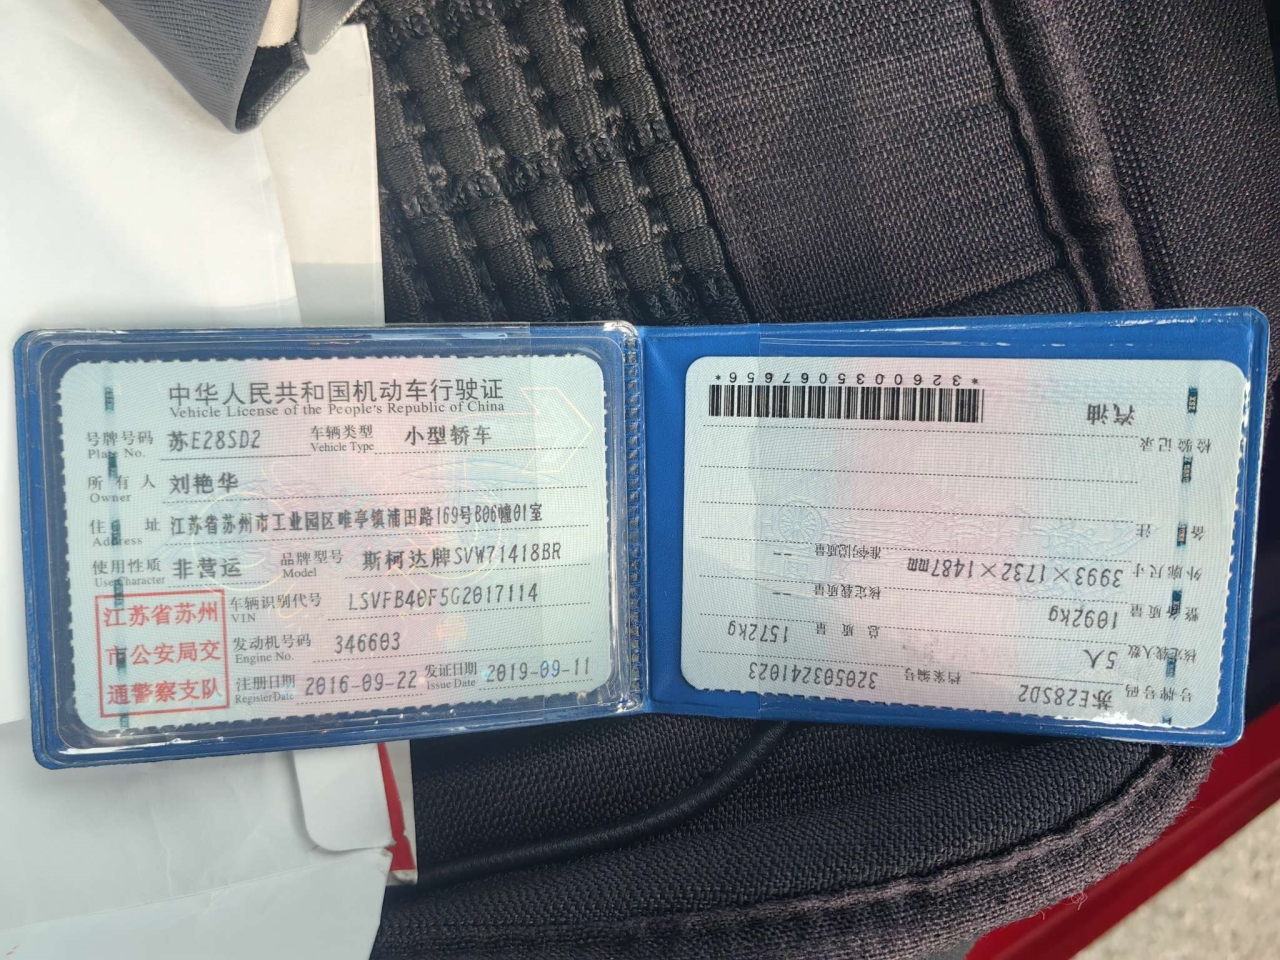 中华人民共和国机动车行驶证
Vehicle License of the People's Republic of China
号牌号码 苏E28SD2 车辆类型 小型轿车
Plate No. Vehicle Type
所有人 刘艳华
Owner
住址 江苏省苏州市工业园区唯亭镇浦田路169号B06幢01室
Address
使用性质 非营运 品牌型号 斯柯达牌SVW71418BR
Use Character Model
车辆识别代号 LSVFB40F5G2017114
VIN
发动机号码 346603
Engine No.
注册日期 2016-09-22 发证日期 2019-09-11
Register Date Issue Date
江苏省苏州
市公安局交
通警察支队
号牌号码 苏E28SD2 档案编号 320503241023
核定载人数 5人 总质量 1572kg
整备质量 1092kg 核定载质量 --
外廓尺寸 3993×1732×1487mm 准牵引总质量 --
备注
检验记录
汽油
*3260035067656*